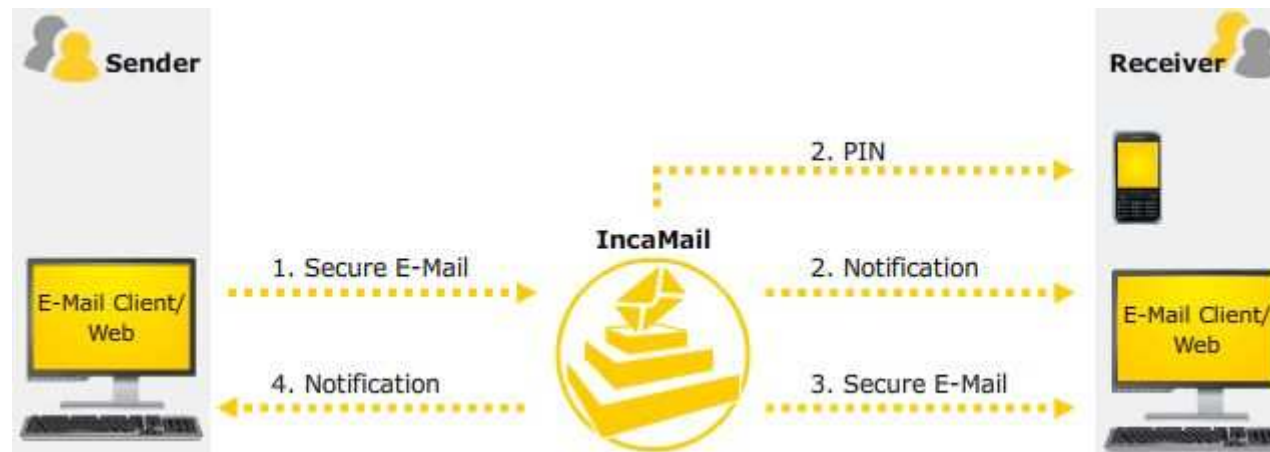 Sender
Receiver
2. PIN
IncaMail
1. Secure E-Mail
2. Notification
E-Mail Client/
Web
E-Mail Client/
Web
4. Notification
3. Secure E-Mail